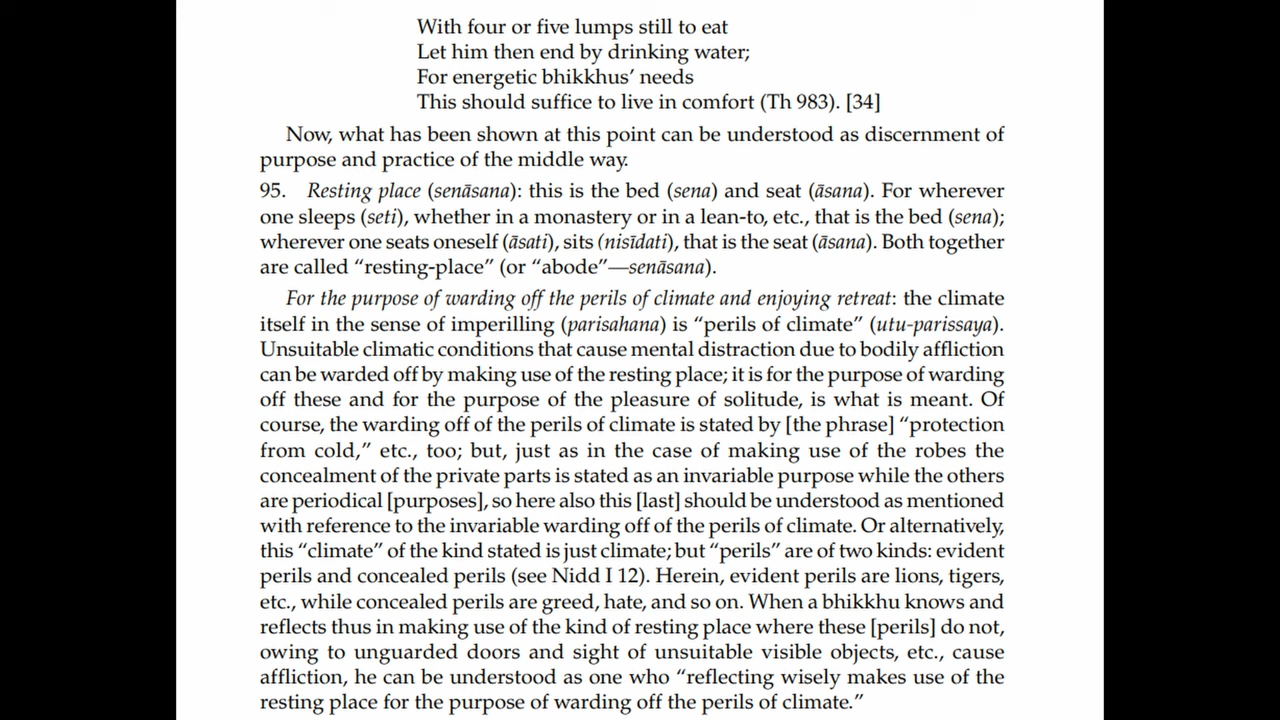 With four or five lumps still to eat
Let him then end by drinking water;
For energetic bhikkhus’ needs
This should suffice to live in comfort (Th 983). [34]
Now, what has been shown at this point can be understood as discernment of
purpose and practice of the middle way.
95. Resting place (senāsana): this is the bed (sena) and seat (āsana). For wherever
one sleeps (seti), whether in a monastery or in a lean-to, etc., that is the bed (sena);
wherever one seats oneself (āsati), sits (nisīdati), that is the seat (āsana). Both together
are called “resting-place” (or “abode”—senāsana).
For the purpose of warding off the perils of climate and enjoying retreat: the climate
itself in the sense of imperilling (parisahana) is “perils of climate” (utu-parissaya).
Unsuitable climatic conditions that cause mental distraction due to bodily affliction
can be warded off by making use of the resting place; it is for the purpose of warding
off these and for the purpose of the pleasure of solitude, is what is meant. Of
course, the warding off of the perils of climate is stated by [the phrase] “protection
from cold,” etc., too; but, just as in the case of making use of the robes the
concealment of the private parts is stated as an invariable purpose while the others
are periodical [purposes], so here also this [last] should be understood as mentioned
with reference to the invariable warding off of the perils of climate. Or alternatively,
this “climate” of the kind stated is just climate; but “perils” are of two kinds: evident
perils and concealed perils (see Nidd I 12). Herein, evident perils are lions, tigers,
etc., while concealed perils are greed, hate, and so on. When a bhikkhu knows and
reflects thus in making use of the kind of resting place where these [perils] do not,
owing to unguarded doors and sight of unsuitable visible objects, etc., cause
affliction, he can be understood as one who “reflecting wisely makes use of the
resting place for the purpose of warding off the perils of climate.”